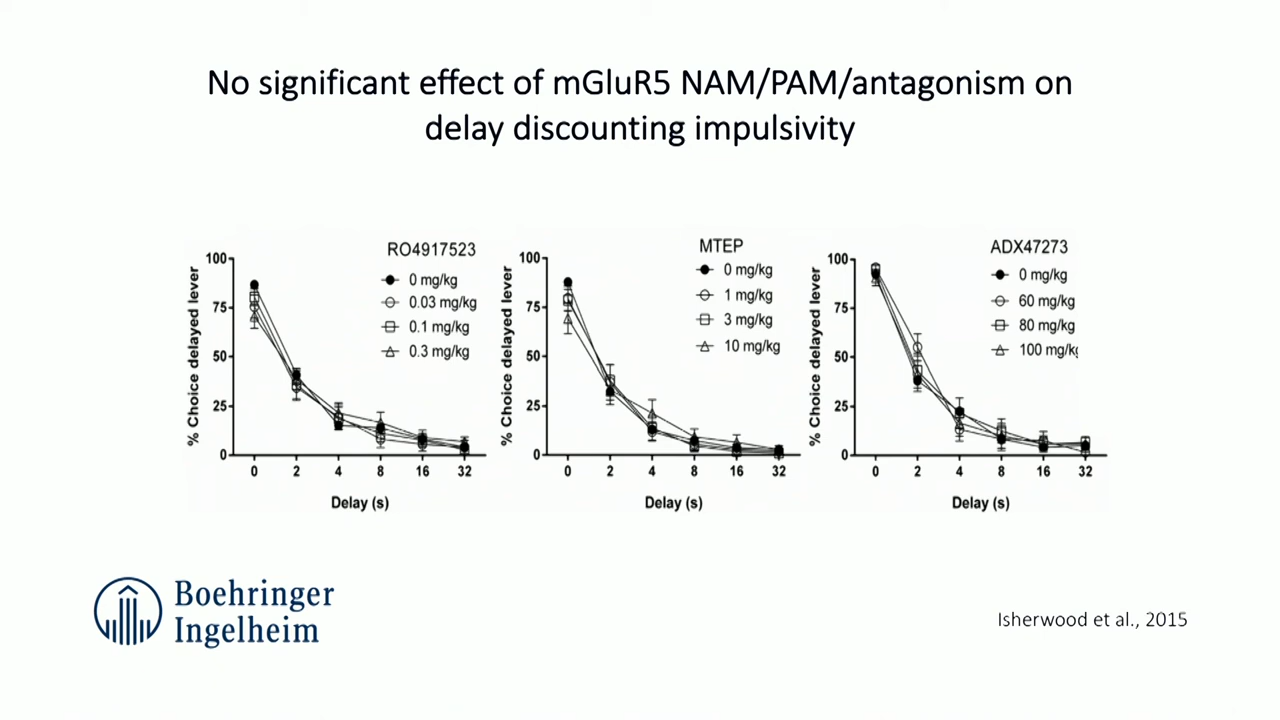 No significant effect of mGluR5 NAM/PAM/antagonism on
delay discounting impulsivity
RO4917523
0 mg/kg
0.03 mg/kg
0.1 mg/kg
0.3 mg/kg
% Choice delayed lever
100
75
50
25
0
0 2 4 8 16 32
Delay (s)
MTEP
0 mg/kg
1 mg/kg
3 mg/kg
10 mg/kg
% Choice delayed lever
100
75
50
25
0
0 2 4 8 16 32
Delay (s)
ADX47273
0 mg/kg
60 mg/kg
80 mg/kg
100 mg/kg
% Choice delayed lever
100
75
50
25
0
0 2 4 8 16 32
Delay (s)
Boehringer
Ingelheim
Isherwood et al., 2015